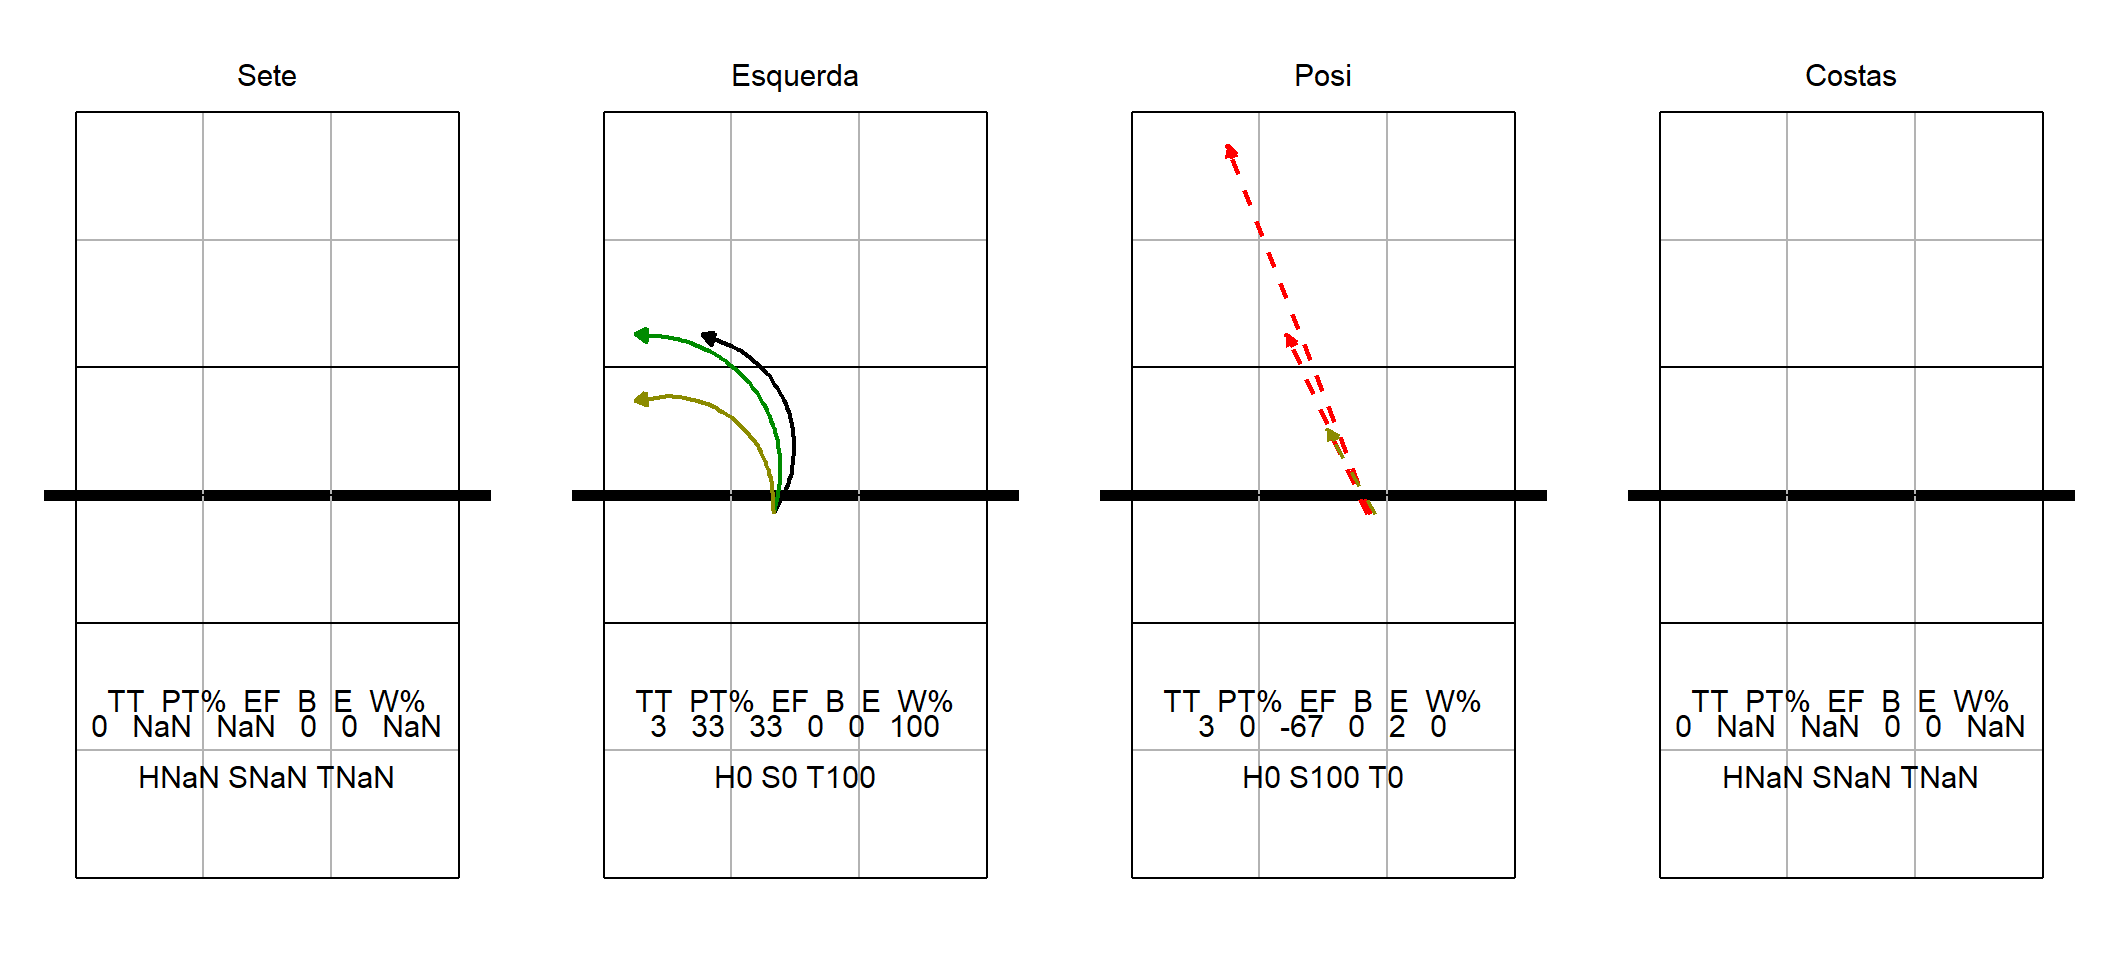 Sete
TT PT% EF B E W%
0 NaN NaN 0 0 NaN
HNaN SNaN TNaN
Esquerda
TT PT% EF B E W%
3 33 33 0 0 100
H0 S0 T100
Posi
TT PT% EF B E W%
3 0 -67 0 2 0
H0 S100 T0
Costas
TT PT% EF B E W%
0 NaN NaN 0 0 NaN
HNaN SNaN TNaN